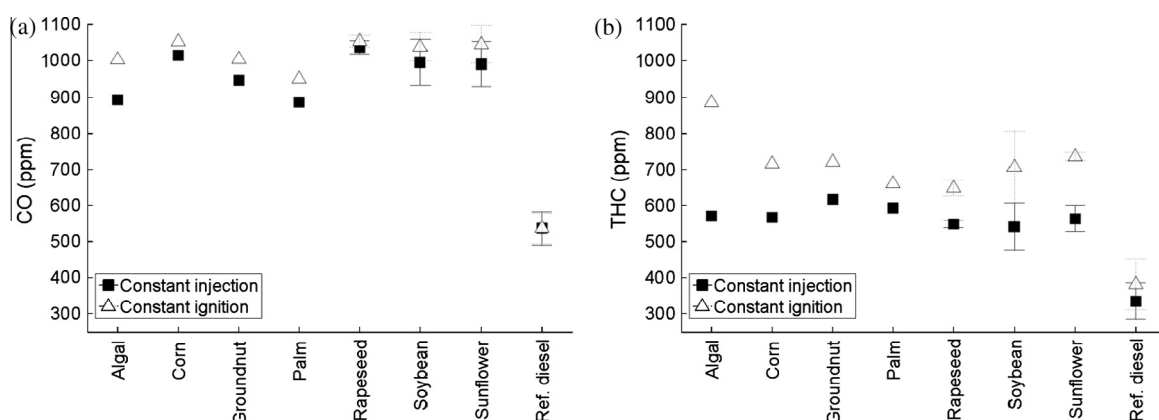 (a)
1100
1000
900
800
700
600
500
400
300
CO (ppm)
Constant injection
Constant ignition
Algal
Corn
Groundnut
Palm
Rapeseed
Soybean
Sunflower
Ref. diesel
(b)
1100
1000
900
800
700
600
500
400
300
THC (ppm)
Constant injection
Constant ignition
Algal
Corn
Groundnut
Palm
Rapeseed
Soybean
Sunflower
Ref. diesel